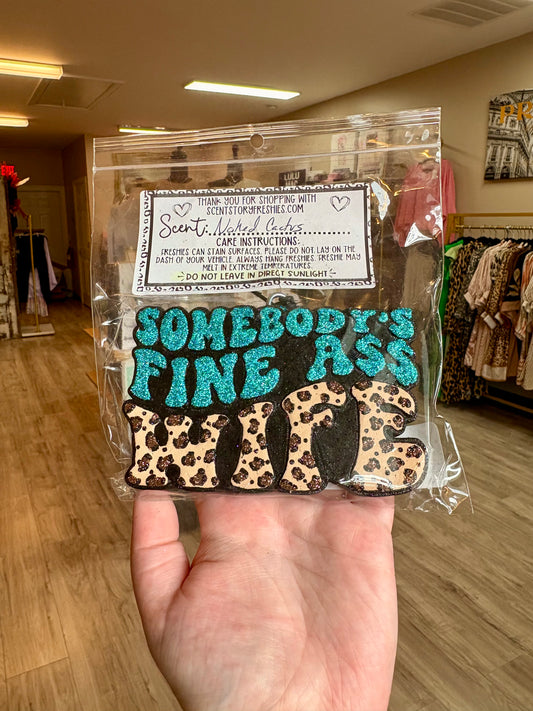 THANK YOU FOR SHOPPING WITH
SCENTSTORYFRESHIES.COM
Scent: Naked Cactus
CARE INSTRUCTIONS:
FRESHIES CAN STAIN SURFACES. PLEASE DO NOT LAY ON THE
DASH OF YOUR VEHICLE. ALWAYS HANG FRESHIES. FRESHIE MAY
MELT IN EXTREME TEMPERATURES.
DO NOT LEAVE IN DIRECT SUNLIGHT
SOMEBODY'S
FINE ASS
WIFE